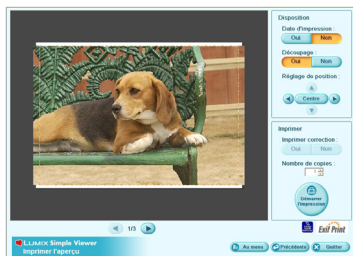 Disposition
Date d'impression :
Oui Non
Découpage :
Oui Non
Réglage de position :
Centre
Imprimer
Imprimer correction :
Oui Non
Nombre de copies :
1
Démarrer
l'impression
1/3
Exif Print
LUMIX Simple Viewer
Imprimer l'aperçu
Au menu Précédente Quitter